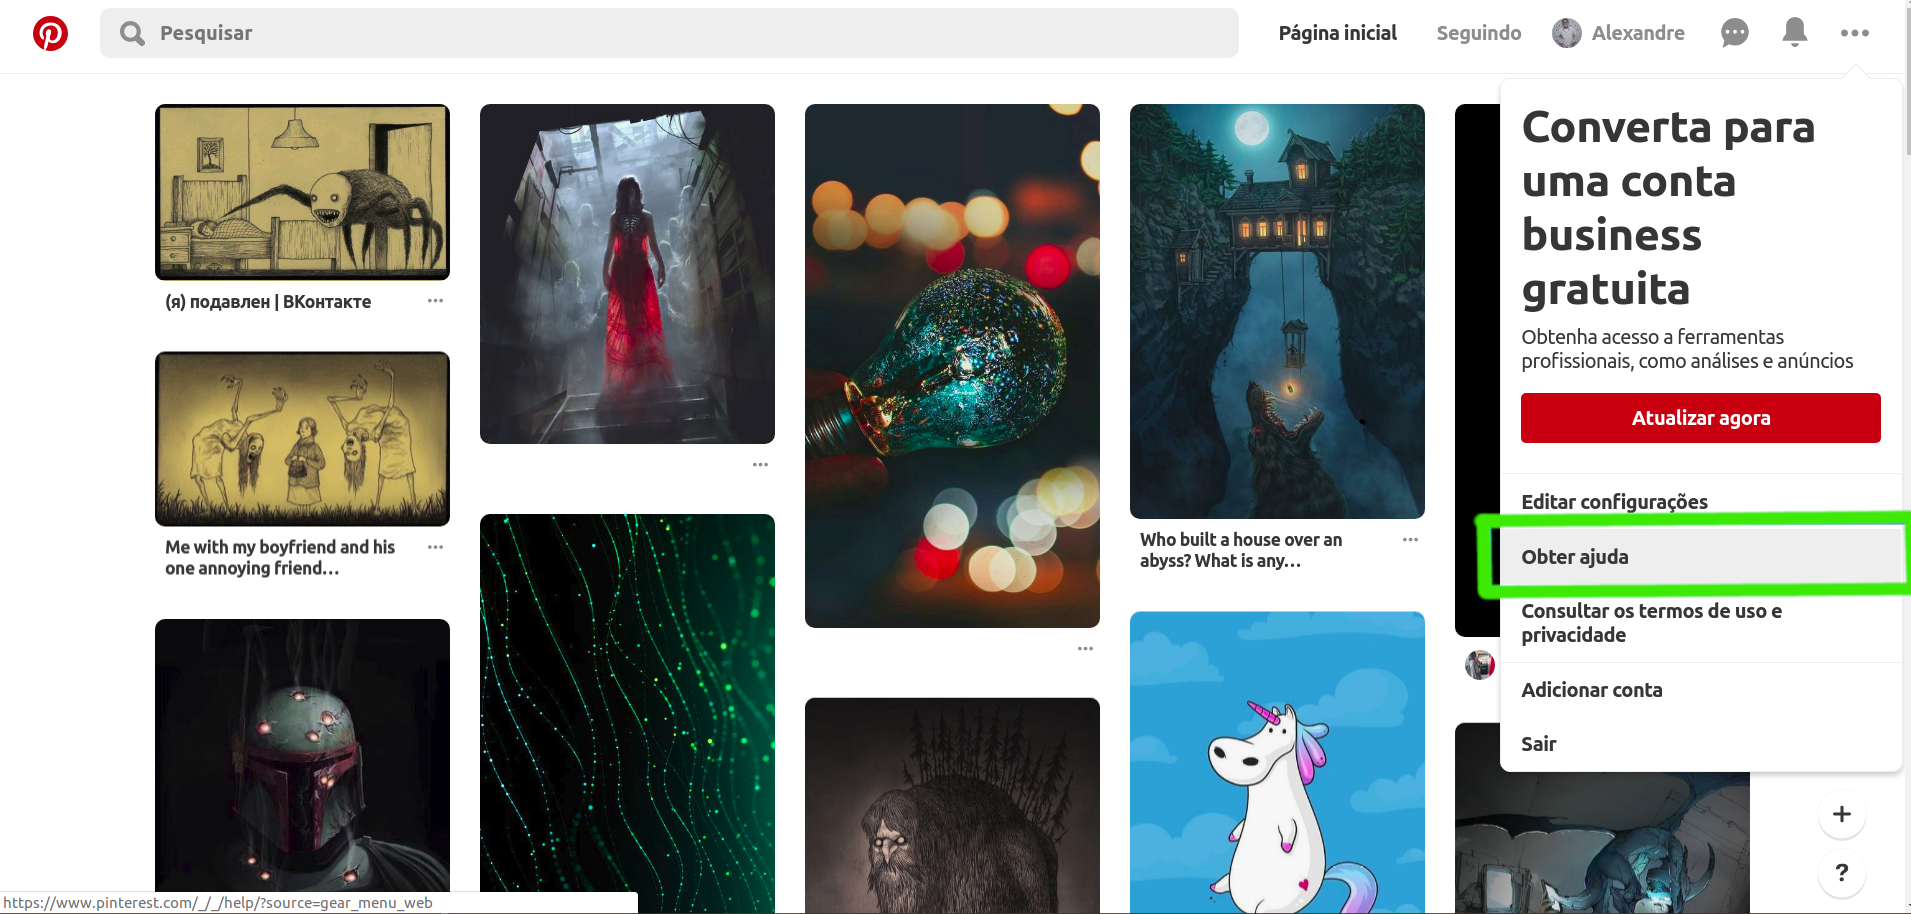 Pesquisar
Página inicial
Seguindo
Alexandre
Converta para
uma conta
business
gratuita
Obtenha acesso a ferramentas
profissionais, como análises e anúncios
Atualizar agora
Editar configurações
Obter ajuda
Consultar os termos de uso e
privacidade
Adicionar conta
Sair
(я) подавлен | ВКонтакте
Me with my boyfriend and his
one annoying friend...
Who built a house over an
abyss? What is any...
?
https://www.pinterest.com/_/_/help/?source=gear_menu_web